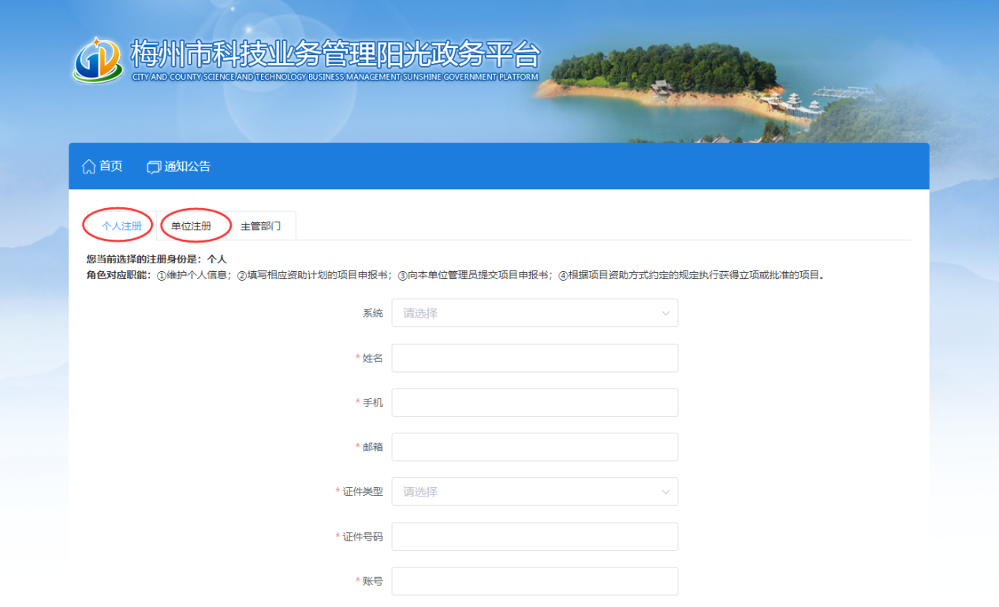 梅州市科技业务管理阳光政务平台
CITY AND COUNTY SCIENCE AND TECHNOLOGY BUSINESS MANAGEMENT SUNSHINE GOVERNMENT PLATFORM
首页 通知公告
个人注册 单位注册 主管部门
您当前选择的注册身份是：个人
角色对应职能：①维护个人信息；②填写相应资助计划的项目申报书；③向本单位管理员提交项目申报书；④根据项目资助方式约定的规定执行获得立项或批准的项目。
系统 请选择
* 姓名
* 手机
* 邮箱
* 证件类型 请选择
* 证件号码
* 账号